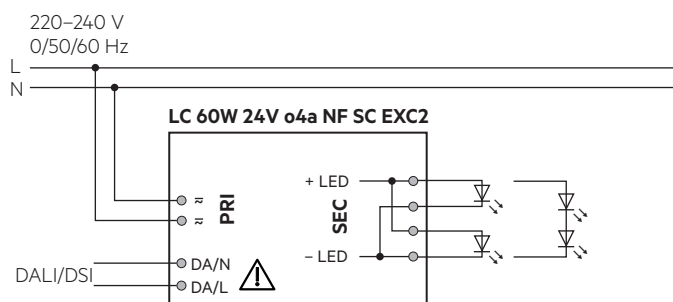 220–240 V
0/50/60 Hz
L
N
LC 60W 24V o4a NF SC EXC2
+ LED
PRI
SEC
– LED
DALI/DSI
DA/N
DA/L